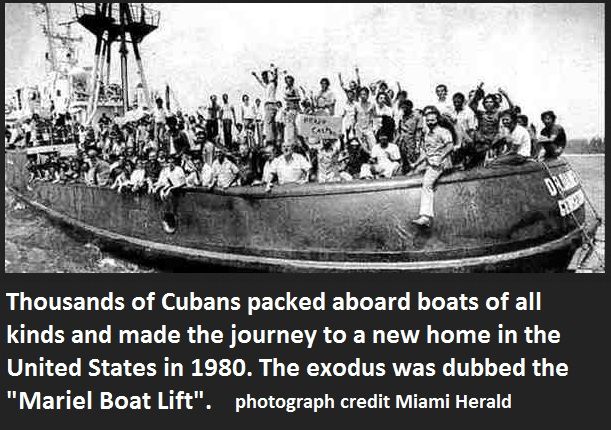 Thousands of Cubans packed aboard boats of all
kinds and made the journey to a new home in the
United States in 1980. The exodus was dubbed the
"Mariel Boat Lift". photograph credit Miami Herald